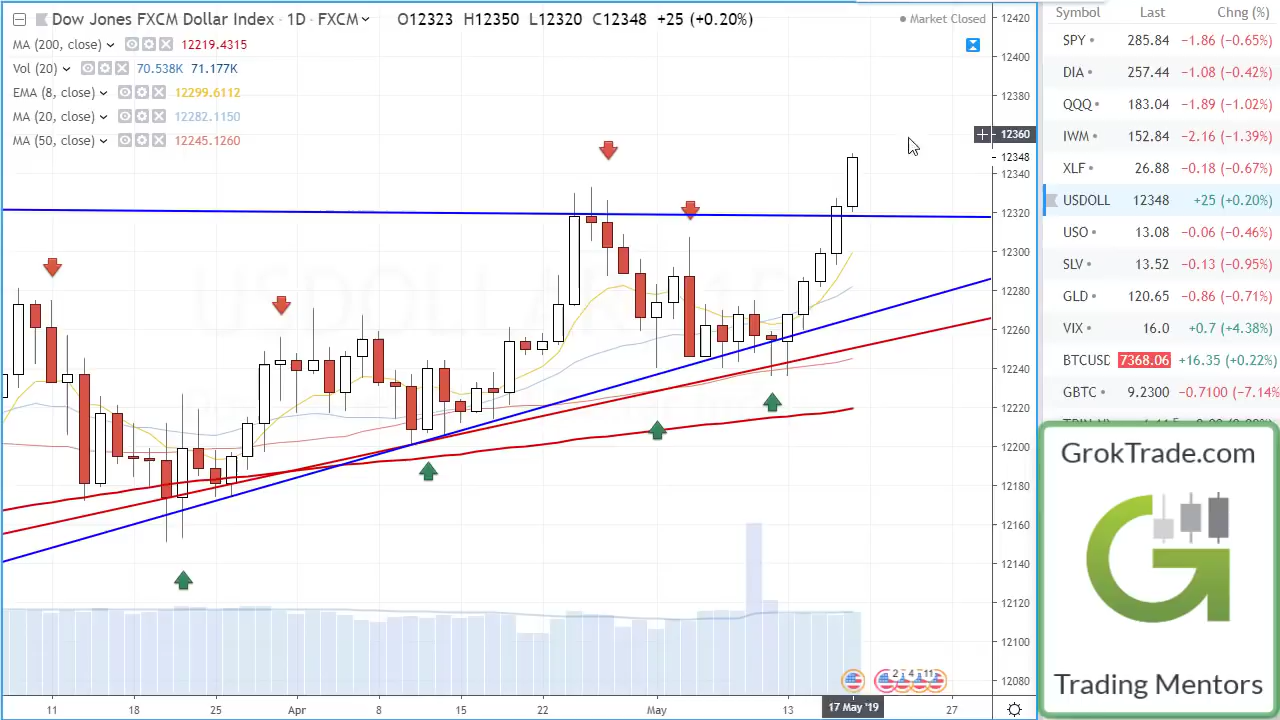 Dow Jones FXCM Dollar Index · 1D · FXCM O12323 H12350 L12320 C12348 +25 (+0.20%)
Market Closed
MA (200, close) 12219.4315
Vol (20) 70.538K 71.177K
EMA (8, close) 12299.6112
MA (20, close) 12282.1150
MA (50, close) 12245.1260
12420
12400
12380
12360
12348
12340
12320
12300
12280
12260
12240
12220
12200
12180
12160
12140
12120
12100
12080
11 18 25 Apr 8 15 22 May 13 17 May '19 27
2 4 11
Symbol Last Chng (%)
SPY 285.84 −1.86 (−0.65%)
DIA 257.44 −1.08 (−0.42%)
QQQ 183.04 −1.89 (−1.02%)
IWM 152.84 −2.16 (−1.39%)
XLF 26.88 −0.18 (−0.67%)
USDOLL 12348 +25 (+0.20%)
USO 13.08 −0.06 (−0.46%)
SLV 13.52 −0.13 (−0.95%)
GLD 120.65 −0.86 (−0.71%)
VIX 16.0 +0.7 (+4.38%)
BTCUSD 7368.06 +16.35 (+0.22%)
GBTC 9.2300 −0.7100 (−7.14%
GrokTrade.com
Trading Mentors